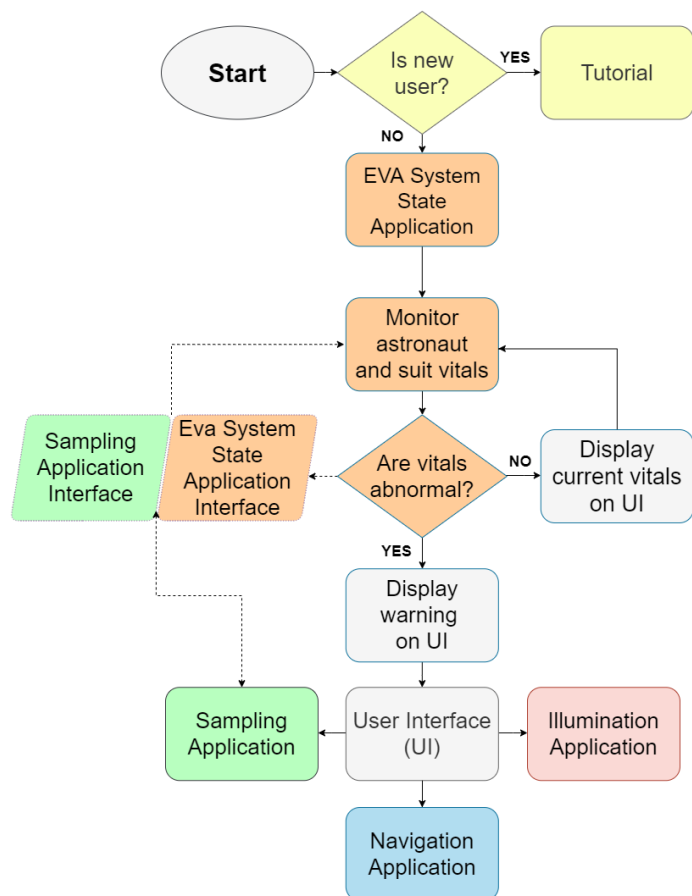 Start
Is new
user?
YES
Tutorial
NO
EVA System
State
Application
Monitor
astronaut
and suit vitals
Sampling
Application
Interface
Eva System
State
Application
Interface
Are vitals
abnormal?
NO
Display
current vitals
on UI
YES
Display
warning
on UI
Sampling
Application
User Interface
(UI)
Illumination
Application
Navigation
Application